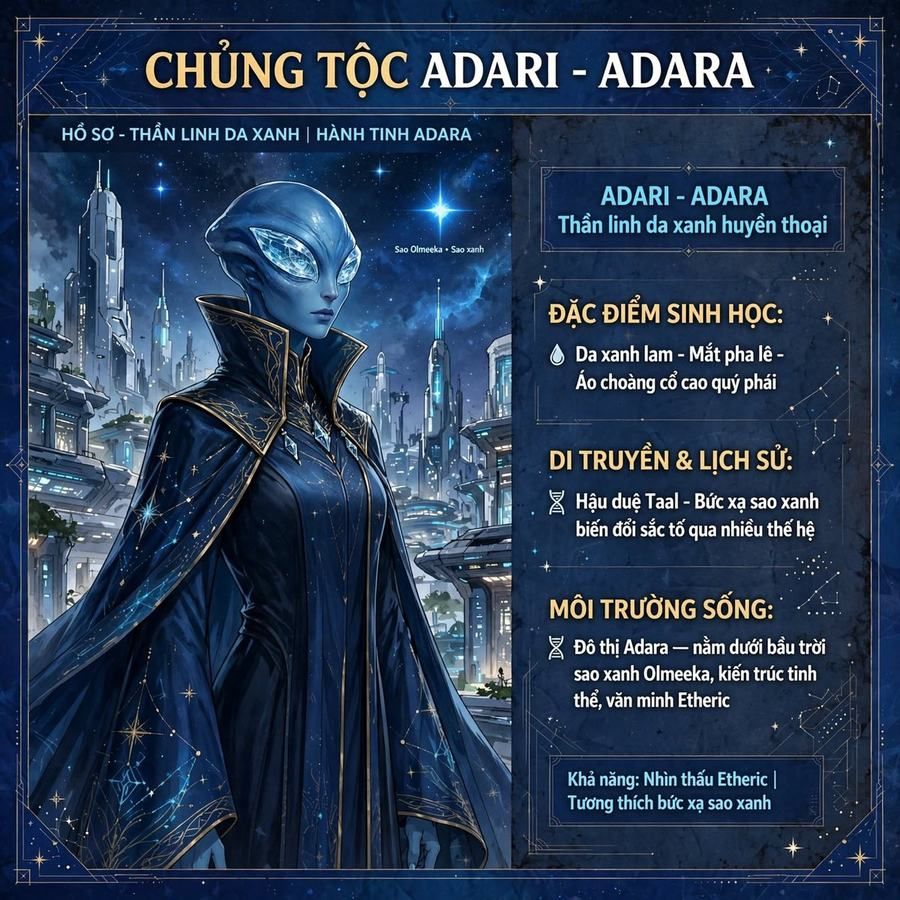 CHỦNG TỘC ADARI - ADARA
HỒ SƠ - THẦN LINH DA XANH | HÀNH TINH ADARA
Sao Olmeeka • Sao xanh
ADARI - ADARA
Thần linh da xanh huyền thoại
ĐẶC ĐIỂM SINH HỌC:
Da xanh lam - Mắt pha lê -
Áo choàng cổ cao quý phái
DI TRUYỀN & LỊCH SỬ:
Hậu duệ Taal - Bức xạ sao xanh
biến đổi sắc tố qua nhiều thế hệ
MÔI TRƯỜNG SỐNG:
Đô thị Adara — nằm dưới bầu trời
sao xanh Olmeeka, kiến trúc tinh
thể, văn minh Etheric
Khả năng: Nhìn thấu Etheric |
Tương thích bức xạ sao xanh